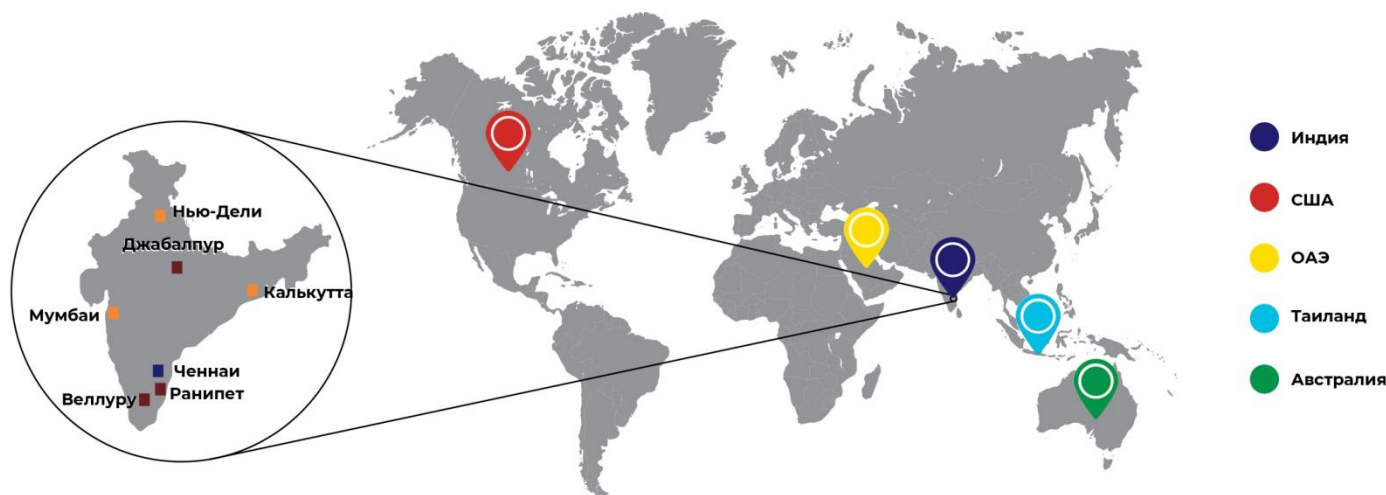 Нью-Дели
Джабалпур
Калькутта
Мумбаи
Ченнаи
Ранипет
Веллуру
Индия
США
ОАЭ
Таиланд
Австралия